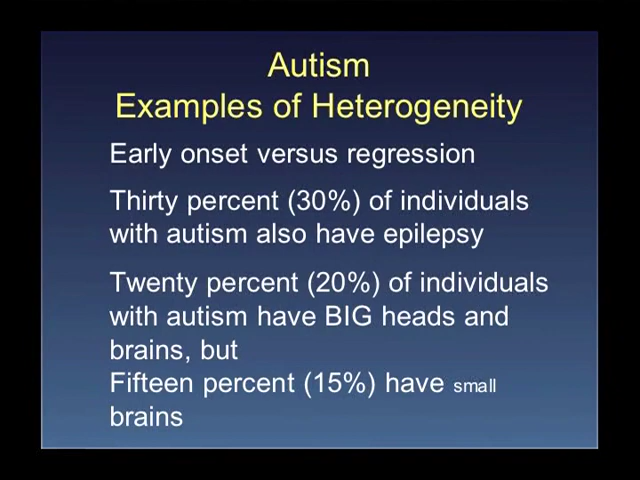 Autism
Examples of Heterogeneity
Early onset versus regression
Thirty percent (30%) of individuals
with autism also have epilepsy
Twenty percent (20%) of individuals
with autism have BIG heads and
brains, but
Fifteen percent (15%) have small
brains